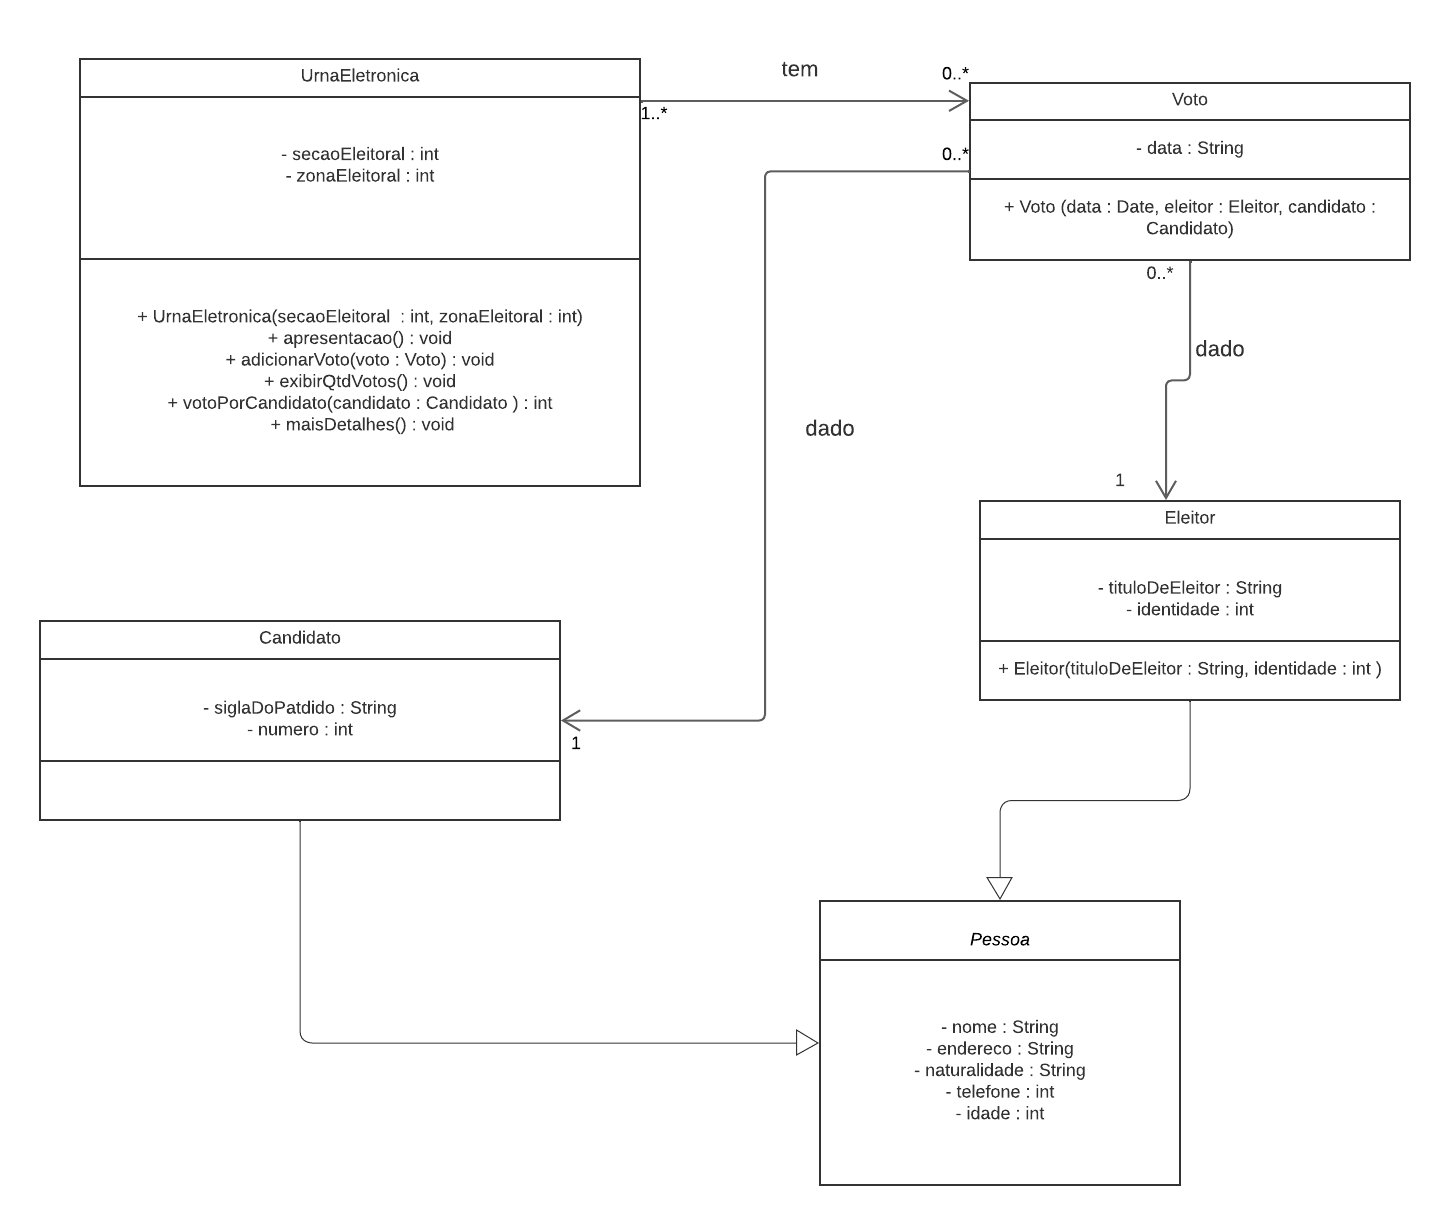 UrnaEletronica
- secaoEleitoral : int
- zonaEleitoral : int
+ UrnaEletronica(secaoEleitoral  : int, zonaEleitoral : int)
+ apresentacao() : void
+ adicionarVoto(voto : Voto) : void
+ exibirQtdVotos() : void
+ votoPorCandidato(candidato : Candidato ) : int
+ maisDetalhes() : void
tem
1..*
0..*
Voto
- data : String
+ Voto (data : Date, eleitor : Eleitor, candidato :
Candidato)
0..*
0..*
dado
dado
1
Eleitor
- tituloDeEleitor : String
- identidade : int
+ Eleitor(tituloDeEleitor : String, identidade : int )
Candidato
- siglaDoPatdido : String
- numero : int
1
Pessoa
- nome : String
- endereco : String
- naturalidade : String
- telefone : int
- idade : int